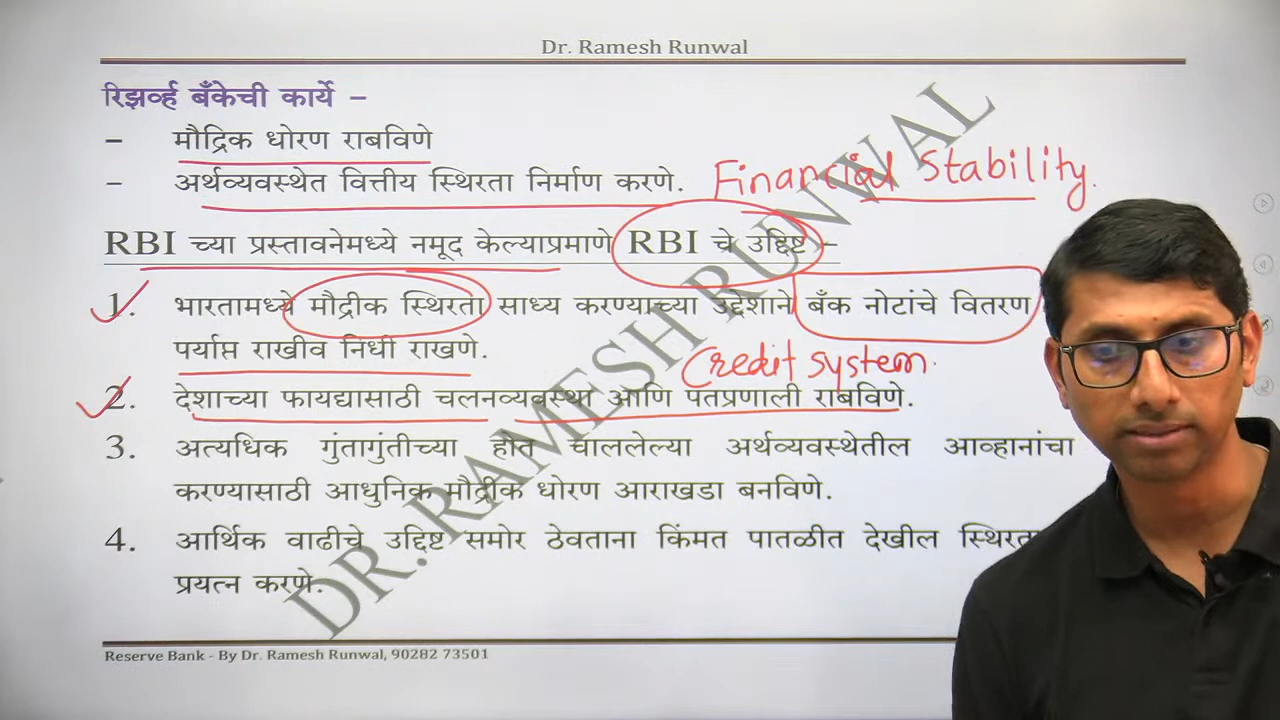 Dr. Ramesh Runwal
रिझर्व्ह बँकेची कार्ये –
– मौद्रिक धोरण राबविणे
– अर्थव्यवस्थेत वित्तीय स्थिरता निर्माण करणे. Financial Stability.
RBI च्या प्रस्तावनेमध्ये नमूद केल्याप्रमाणे RBI चे उद्दिष्ट –
1. भारतामध्ये मौद्रीक स्थिरता साध्य करण्याच्या उद्देशाने बँक नोटांचे वितरण
पर्याप्त राखीव निधी राखणे.
Credit system.
2. देशाच्या फायद्यासाठी चलनव्यवस्था आणि पतप्रणाली राबविणे.
3. अत्यधिक गुंतागुंतीच्या होत चाललेल्या अर्थव्यवस्थेतील आव्हानांचा
करण्यासाठी आधुनिक मौद्रीक धोरण आराखडा बनविणे.
4. आर्थिक वाढीचे उद्दिष्ट समोर ठेवताना किंमत पातळीत देखील
प्रयत्न करणे.
DR. RAMESH RUNWAL
Reserve Bank - By Dr. Ramesh Runwal, 90282 73501